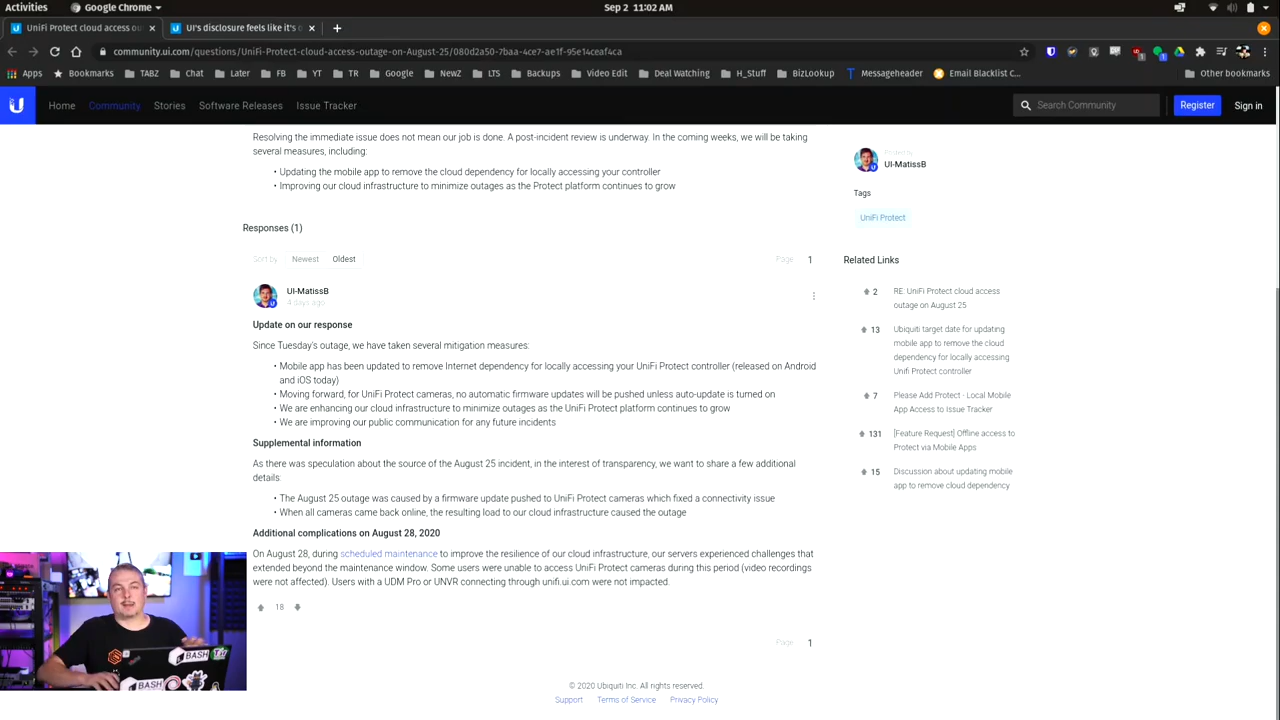 Activities
Google Chrome
Sep 2 11:02 AM
UniFi Protect cloud access ou
UI's disclosure feels like it's
community.ui.com/questions/UniFi-Protect-cloud-access-outage-on-August-25/080d2a50-7baa-4ce7-ae1f-95e14ceaf4ca
Apps
Bookmarks
TABZ
Chat
Later
FB
YT
TR
Google
NewZ
LTS
Backups
Video Edit
Deal Watching
H_Stuff
BizLookup
Messageheader
Email Blacklist C...
Other bookmarks
Home
Community
Stories
Software Releases
Issue Tracker
Search Community
Register
Sign in
Resolving the immediate issue does not mean our job is done. A post-incident review is underway. In the coming weeks, we will be taking
several measures, including:
• Updating the mobile app to remove the cloud dependency for locally accessing your controller
• Improving our cloud infrastructure to minimize outages as the Protect platform continues to grow
Responses (1)
Sort by
Newest
Oldest
Page
1
UI-MatissB
4 days ago
Update on our response
Since Tuesday's outage, we have taken several mitigation measures:
• Mobile app has been updated to remove Internet dependency for locally accessing your UniFi Protect controller (released on Android
and iOS today)
• Moving forward, for UniFi Protect cameras, no automatic firmware updates will be pushed unless auto-update is turned on
• We are enhancing our cloud infrastructure to minimize outages as the UniFi Protect platform continues to grow
• We are improving our public communication for any future incidents
Supplemental information
As there was speculation about the source of the August 25 incident, in the interest of transparency, we want to share a few additional
details:
• The August 25 outage was caused by a firmware update pushed to UniFi Protect cameras which fixed a connectivity issue
• When all cameras came back online, the resulting load to our cloud infrastructure caused the outage
Additional complications on August 28, 2020
On August 28, during scheduled maintenance to improve the resilience of our cloud infrastructure, our servers experienced challenges that
extended beyond the maintenance window. Some users were unable to access UniFi Protect cameras during this period (video recordings
were not affected). Users with a UDM Pro or UNVR connecting through unifi.ui.com were not impacted.
18
Page
1
© 2020 Ubiquiti Inc. All rights reserved.
Support
Terms of Service
Privacy Policy
Posted by
UI-MatissB
Tags
UniFi Protect
Related Links
2
RE: UniFi Protect cloud access
outage on August 25
13
Ubiquiti target date for updating
mobile app to remove the cloud
dependency for locally accessing
Unifi Protect controller
7
Please Add Protect - Local Mobile
App Access to Issue Tracker
131
[Feature Request] Offline access to
Protect via Mobile Apps
15
Discussion about updating mobile
app to remove cloud dependency
BASH
BASH